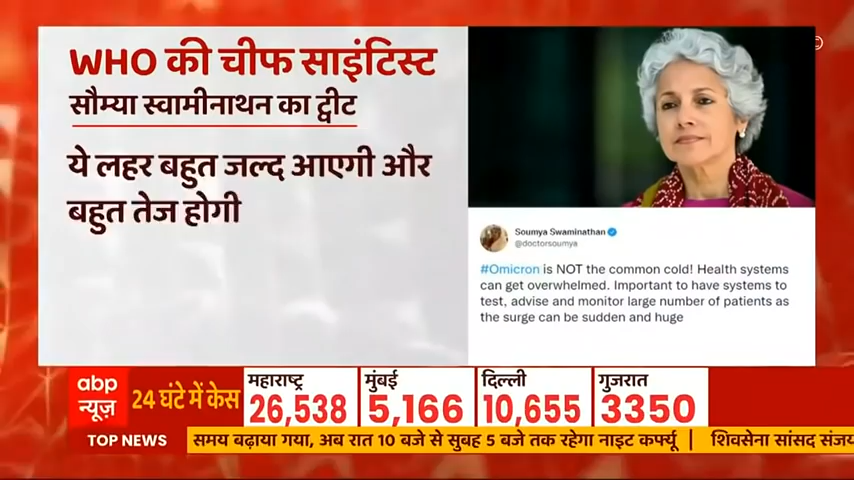 WHO की चीफ साइंटिस्ट
सौम्या स्वामीनाथन का ट्वीट
ये लहर बहुत जल्द आएगी और
बहुत तेज होगी
Soumya Swaminathan
@doctorsoumya
#Omicron is NOT the common cold! Health systems
can get overwhelmed. Important to have systems to
test, advise and monitor large number of patients as
the surge can be sudden and huge
abp
न्यूज़
24 घंटे में केस
महाराष्ट्र
26,538
मुंबई
5,166
दिल्ली
10,655
गुजरात
3350
TOP NEWS
समय बढ़ाया गया, अब रात 10 बजे से सुबह 5 बजे तक रहेगा नाइट कर्फ्यू | शिवसेना सांसद संजय